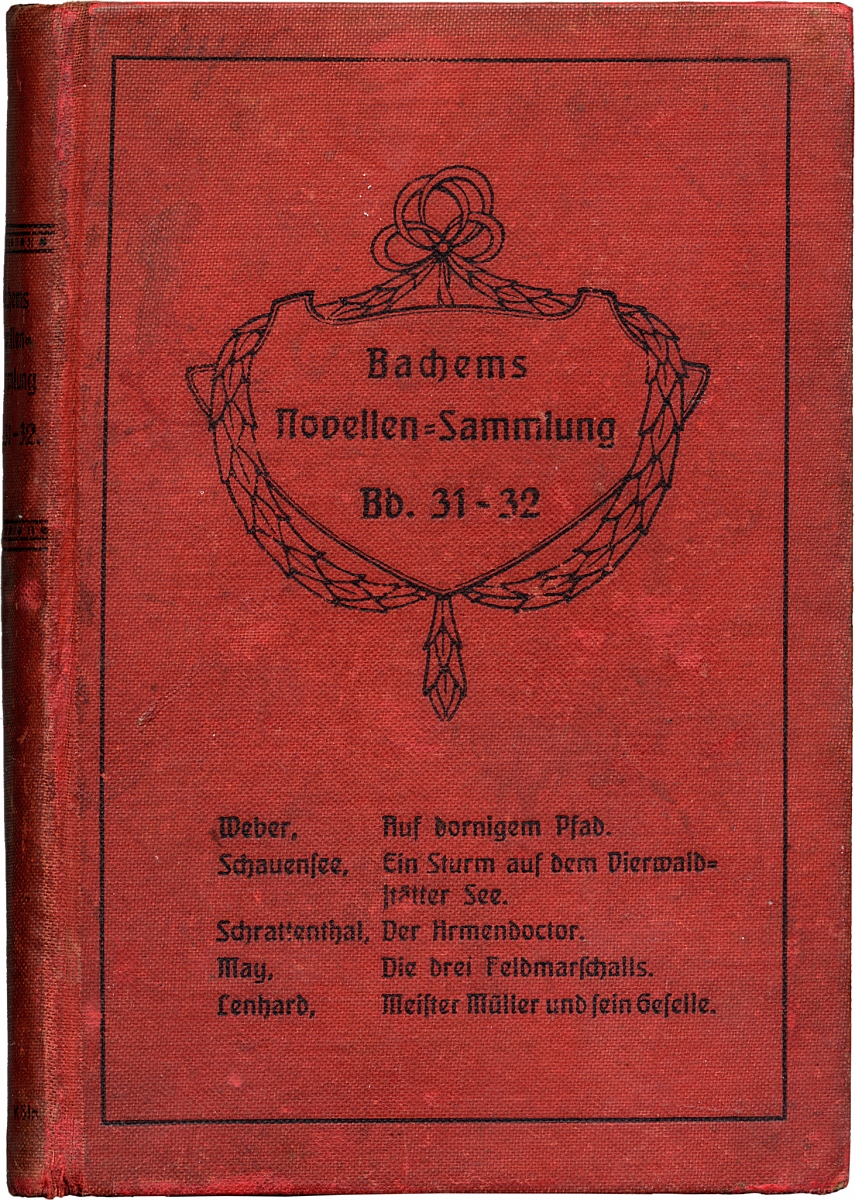 Bachems
Novellen=Sammlung
Bd. 31-32
Weber, Auf dornigem Pfad.
Schauenſee, Ein Sturm auf dem Vierwald=
ſtätter See.
Schrattenthal, Der Armendoctor.
May, Die drei Feldmarſchalls.
Lenhard, Meiſter Müller und ſein Geſelle.